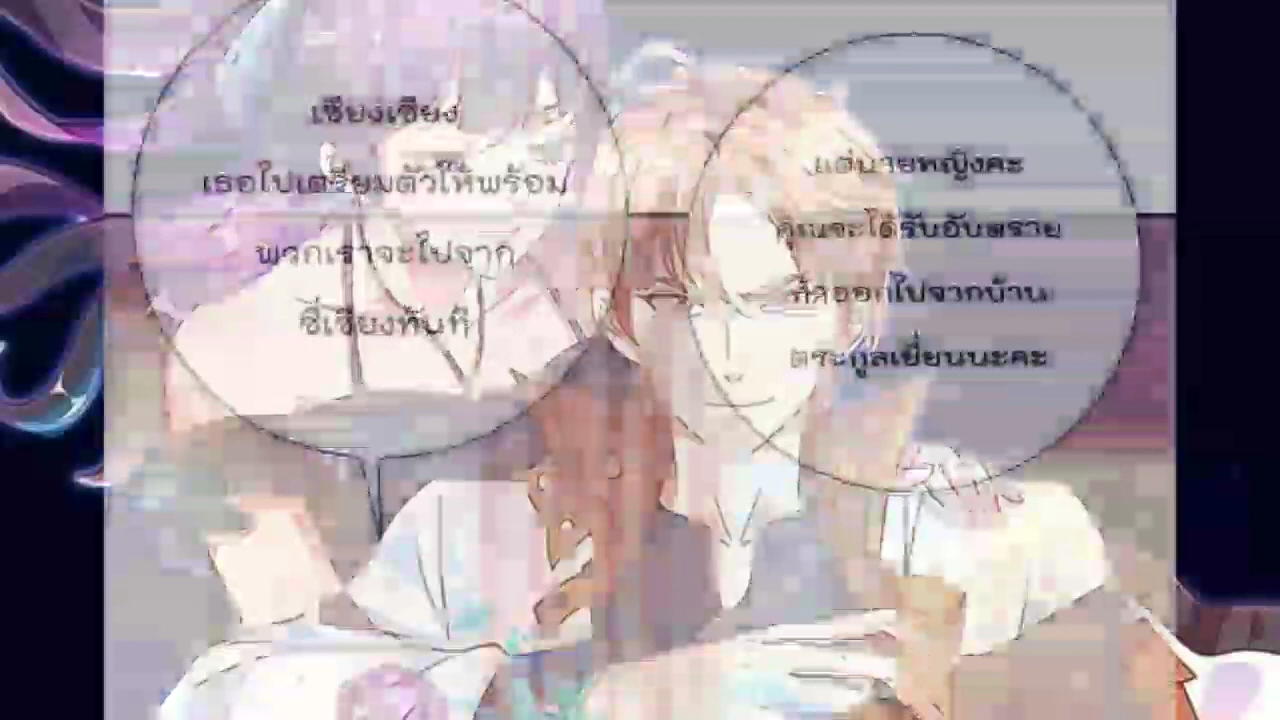 เชียงเชียง
เธอไปเตรียมตัวให้พร้อม
พวกเราจะไปจาก
ซีเชียงทันที
แต่นายหญิงคะ
คุณจะได้รับอันตราย
ถ้าออกไปจากบ้าน
ตระกูลเยี่ยนนะคะ